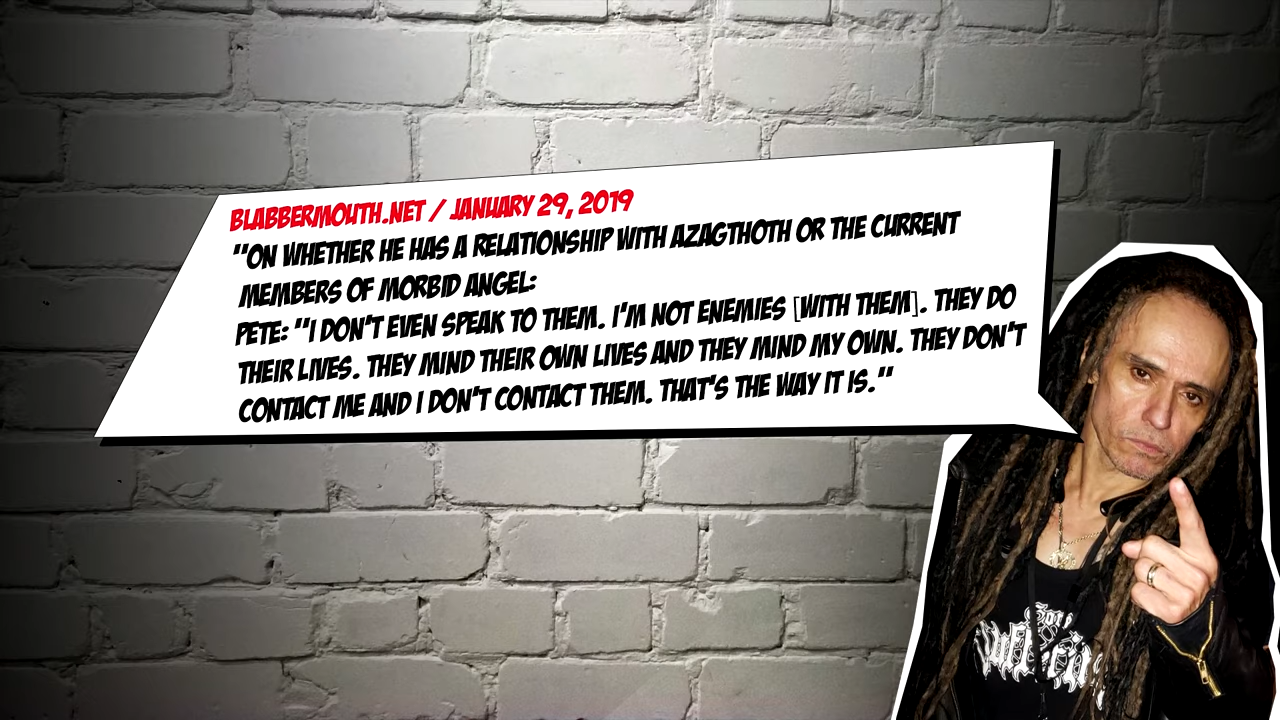 BLABBERMOUTH.NET / JANUARY 29, 2019
"ON WHETHER HE HAS A RELATIONSHIP WITH AZAGTHOTH OR THE CURRENT
MEMBERS OF MORBID ANGEL:
PETE: "I DON'T EVEN SPEAK TO THEM. I'M NOT ENEMIES [WITH THEM]. THEY DO
THEIR LIVES. THEY MIND THEIR OWN LIVES AND THEY MIND MY OWN. THEY DON'T
CONTACT ME AND I DON'T CONTACT THEM. THAT'S THE WAY IT IS."